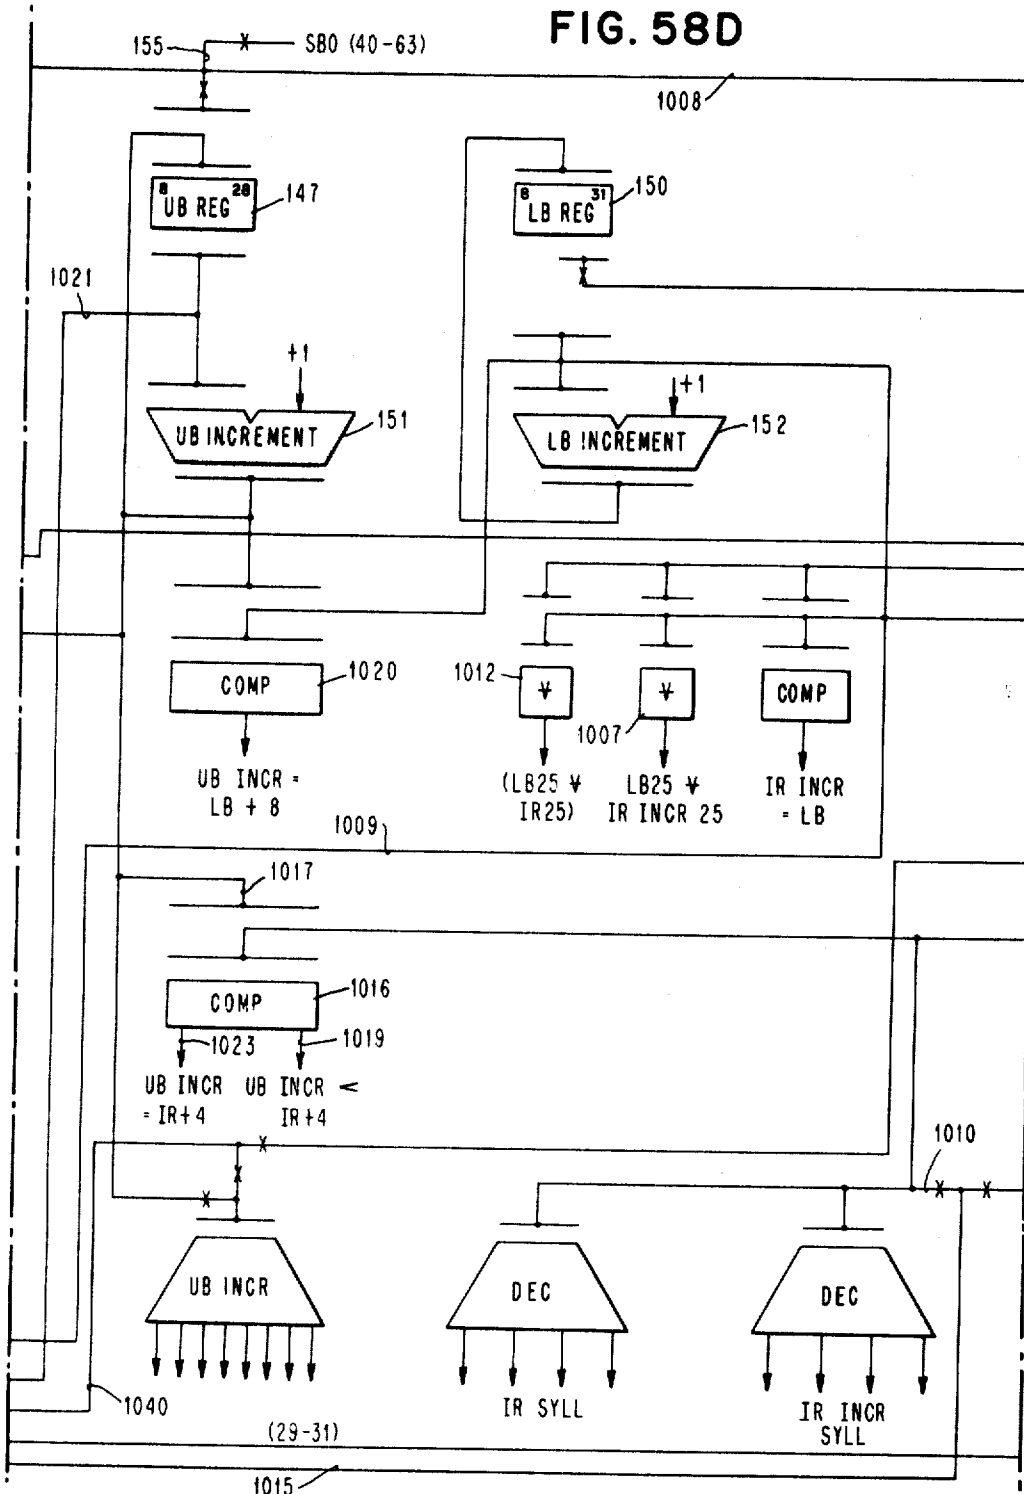 FIG. 58D
155
SBO (40-63)
1008
8 28
UB REG
147
8 31
LB REG
150
1021
+1
+1
UB INCREMENT
151
LB INCREMENT
152
COMP
1020
1012
⩝
⩝
COMP
1007
UB INCR =
LB + 8
(LB25 ⩝
IR25)
LB25 ⩝
IR INCR 25
IR INCR
= LB
1009
1017
COMP
1016
1023
1019
UB INCR
= IR+4
UB INCR <
IR+4
1010
UB INCR
DEC
DEC
1040
IR SYLL
IR INCR
SYLL
(29-31)
1015